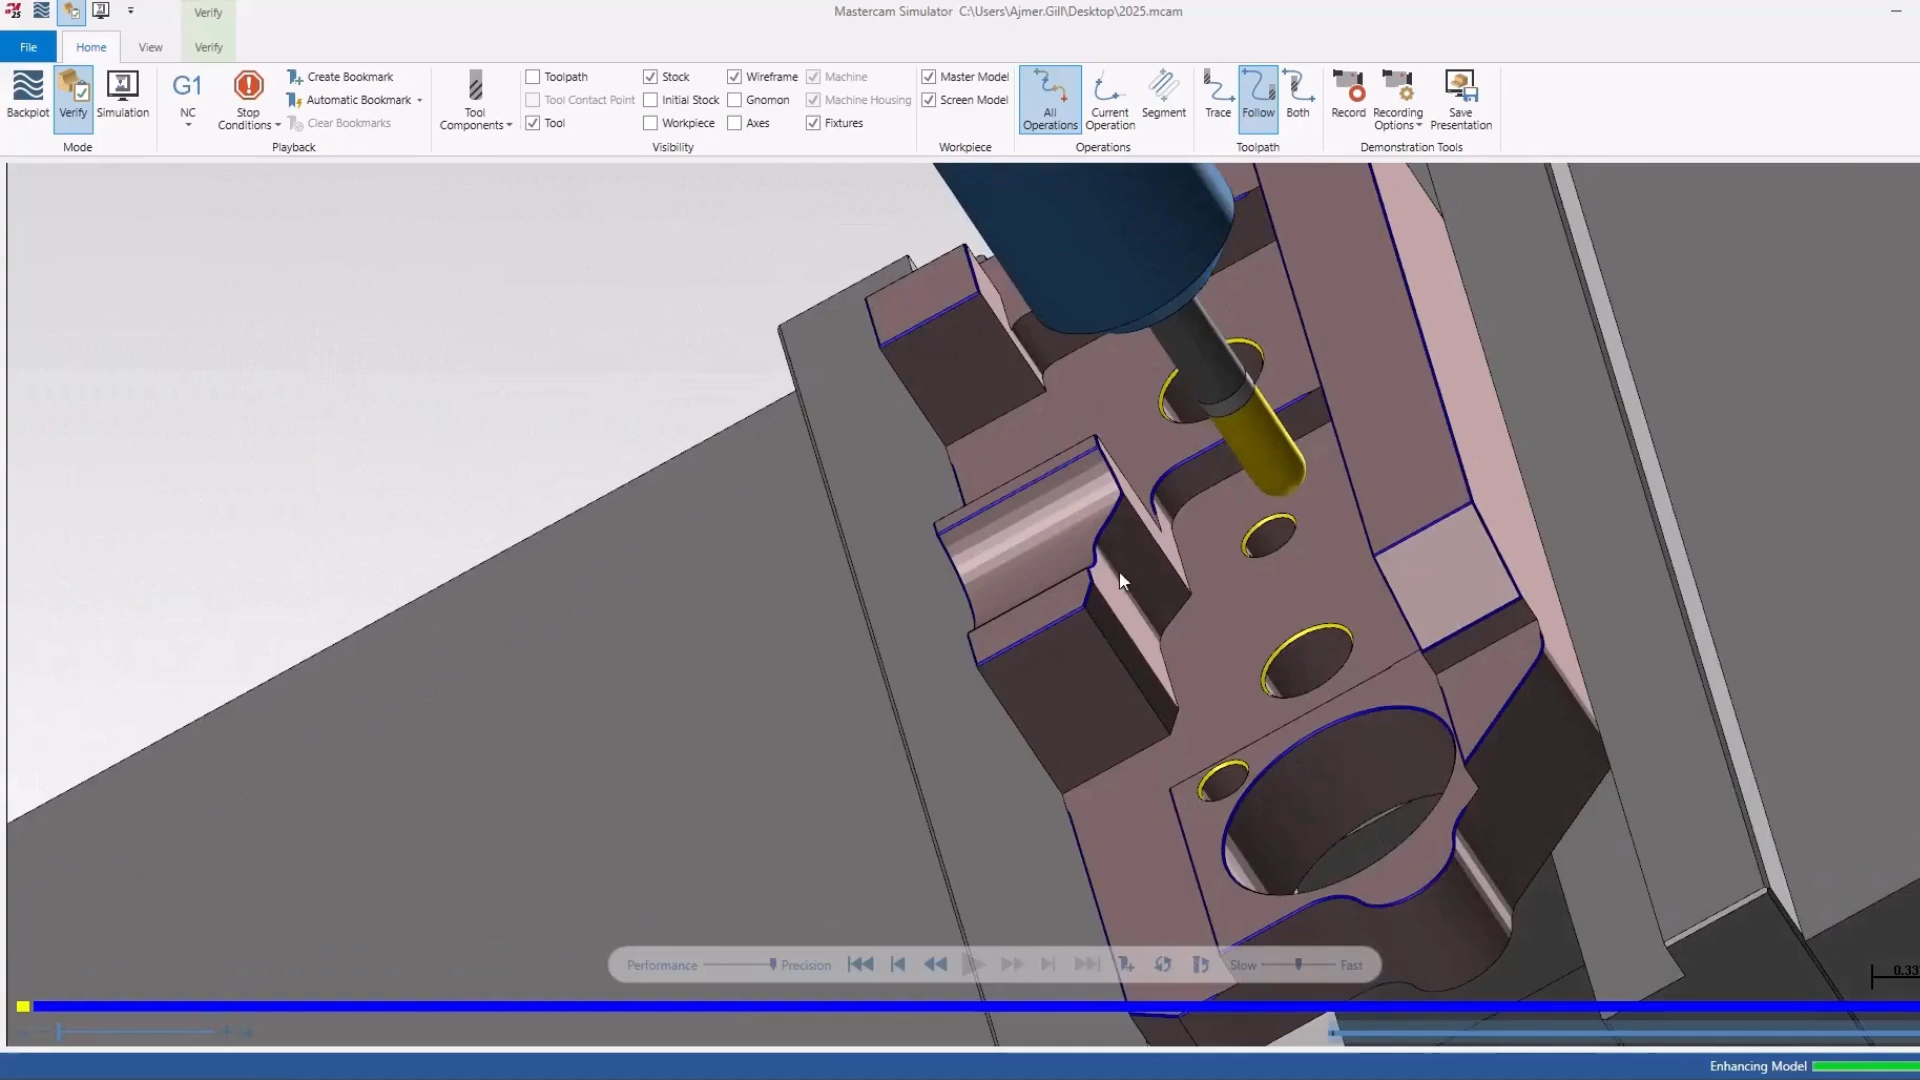 Verify
Mastercam Simulator C:\Users\Ajmer.Gill\Desktop\2025.mcam
File
Home
View
Verify
Backplot
Verify
Simulation
Mode
G1
NC
Stop
Conditions
Create Bookmark
Automatic Bookmark
Clear Bookmarks
Playback
Tool
Components
Toolpath
Tool Contact Point
Tool
Stock
Initial Stock
Workpiece
Wireframe
Gnomon
Axes
Machine
Machine Housing
Fixtures
Visibility
Master Model
Screen Model
Workpiece
All
Operations
Current
Operation
Segment
Operations
Trace
Follow
Both
Toolpath
Record
Recording
Options
Save
Presentation
Demonstration Tools
Performance
Precision
Slow
Fast
0.33
Enhancing Model